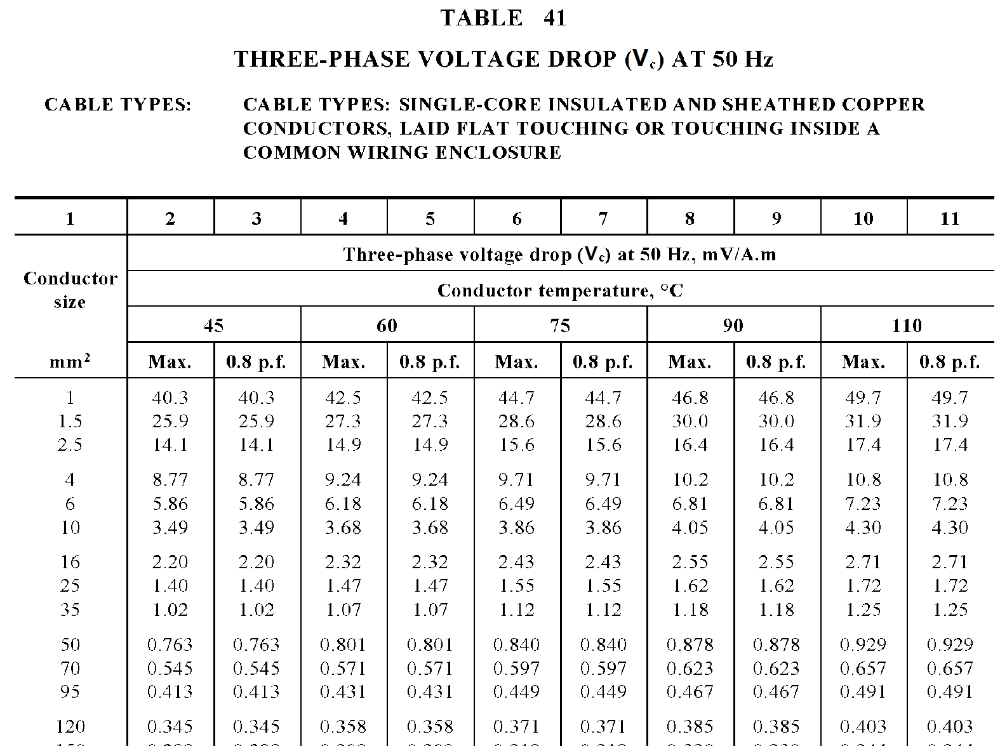 TABLE 41
THREE-PHASE VOLTAGE DROP (Vc) AT 50 Hz
CABLE TYPES: CABLE TYPES: SINGLE-CORE INSULATED AND SHEATHED COPPER
CONDUCTORS, LAID FLAT TOUCHING OR TOUCHING INSIDE A
COMMON WIRING ENCLOSURE
1 2 3 4 5 6 7 8 9 10 11
Three-phase voltage drop (Vc) at 50 Hz, mV/A.m
Conductor
size
Conductor temperature, °C
45 60 75 90 110
mm² Max. 0.8 p.f. Max. 0.8 p.f. Max. 0.8 p.f. Max. 0.8 p.f. Max. 0.8 p.f.
1 40.3 40.3 42.5 42.5 44.7 44.7 46.8 46.8 49.7 49.7
1.5 25.9 25.9 27.3 27.3 28.6 28.6 30.0 30.0 31.9 31.9
2.5 14.1 14.1 14.9 14.9 15.6 15.6 16.4 16.4 17.4 17.4
4 8.77 8.77 9.24 9.24 9.71 9.71 10.2 10.2 10.8 10.8
6 5.86 5.86 6.18 6.18 6.49 6.49 6.81 6.81 7.23 7.23
10 3.49 3.49 3.68 3.68 3.86 3.86 4.05 4.05 4.30 4.30
16 2.20 2.20 2.32 2.32 2.43 2.43 2.55 2.55 2.71 2.71
25 1.40 1.40 1.47 1.47 1.55 1.55 1.62 1.62 1.72 1.72
35 1.02 1.02 1.07 1.07 1.12 1.12 1.18 1.18 1.25 1.25
50 0.763 0.763 0.801 0.801 0.840 0.840 0.878 0.878 0.929 0.929
70 0.545 0.545 0.571 0.571 0.597 0.597 0.623 0.623 0.657 0.657
95 0.413 0.413 0.431 0.431 0.449 0.449 0.467 0.467 0.491 0.491
120 0.345 0.345 0.358 0.358 0.371 0.371 0.385 0.385 0.403 0.403